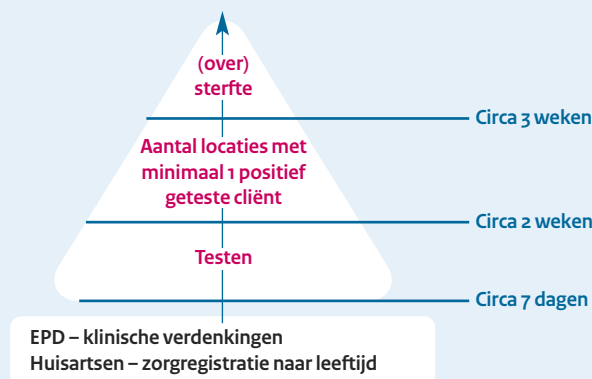 (over)
sterfte
Circa 3 weken
Aantal locaties met
minimaal 1 positief
geteste cliënt
Circa 2 weken
Testen
Circa 7 dagen
EPD – klinische verdenkingen
Huisartsen – zorgregistratie naar leeftijd